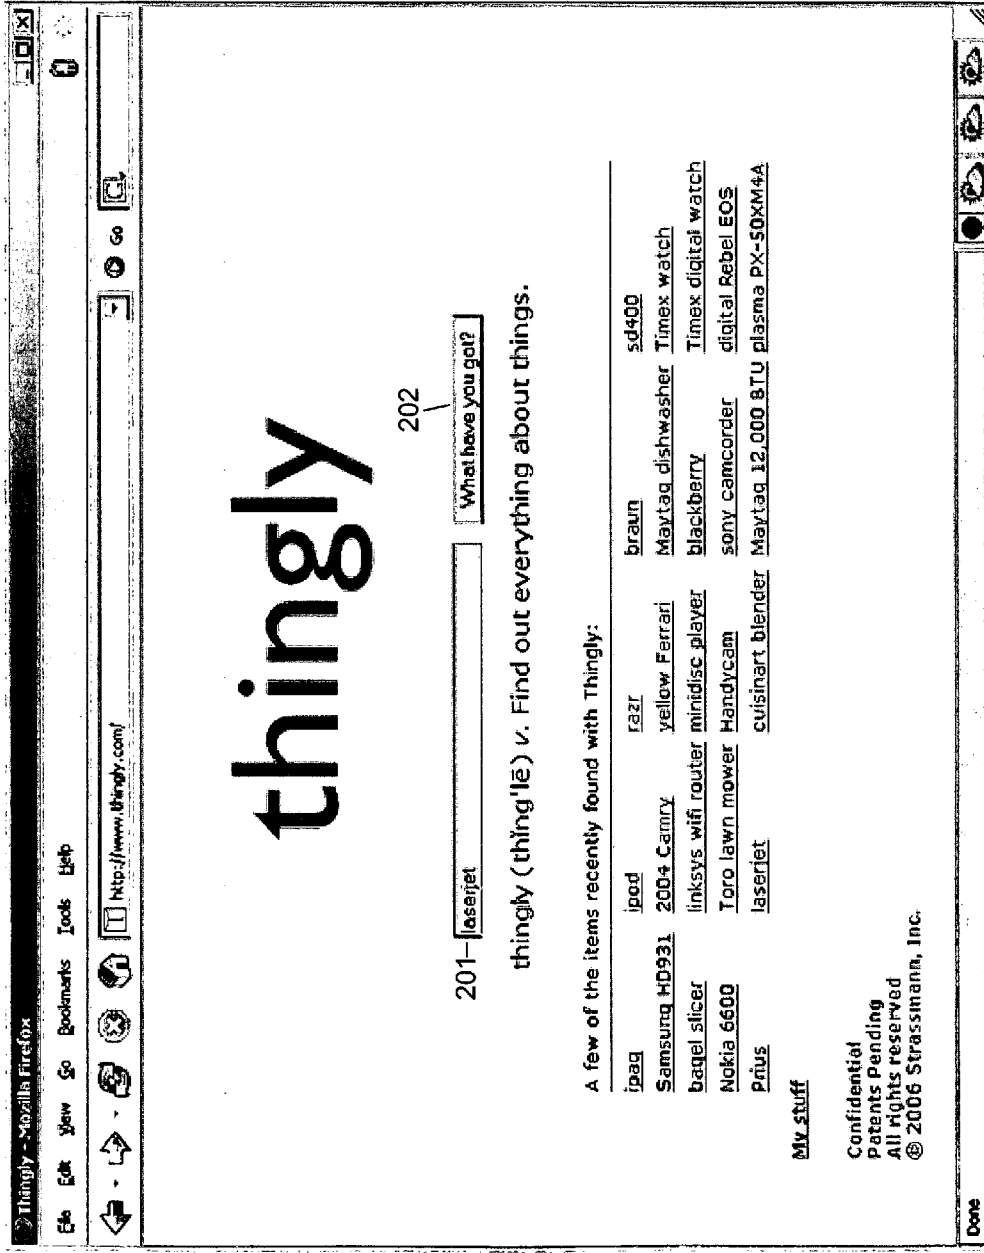 Thingly - Mozilla Firefox
File Edit View Go Bookmarks Tools Help
http://www.thingly.com/ Go
thingly
202
201 laserjet What have you got?
thingly (thĭng'lē) v. Find out everything about things.
A few of the items recently found with Thingly:
ipaq ipod razr braun sd400
Samsung HD931 2004 Camry yellow Ferrari Maytag dishwasher Timex watch
bagel slicer linksys wifi router minidisc player blackberry Timex digital watch
Nokia 6600 Toro lawn mower Handycam sony camcorder digital Rebel EOS
Prius laserjet cuisinart blender Maytag 12,000 BTU plasma PX-50XM4A
My stuff
Confidential
Patents Pending
All rights reserved
© 2006 Strassmann, Inc.
Done